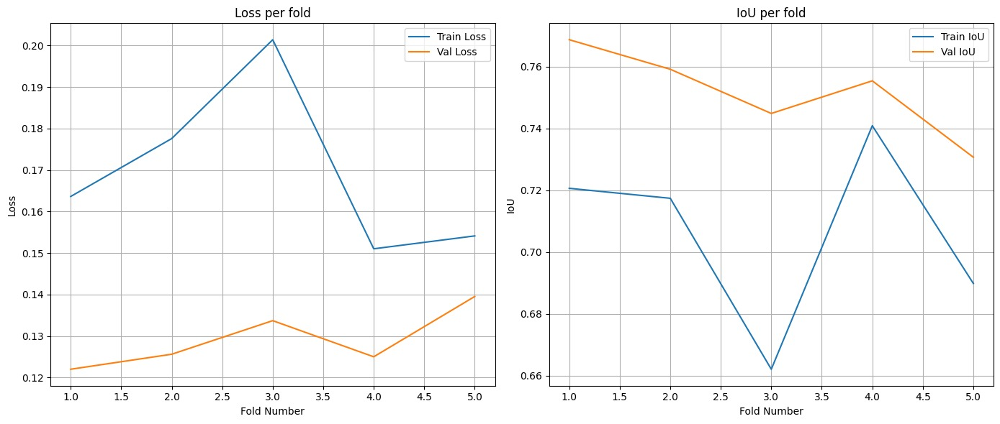 Loss per fold
Train Loss
Val Loss
0.20
0.19
0.18
0.17
0.16
0.15
0.14
0.13
0.12
Loss
1.0 1.5 2.0 2.5 3.0 3.5 4.0 4.5 5.0
Fold Number
IoU per fold
Train IoU
Val IoU
0.76
0.74
0.72
0.70
0.68
0.66
IoU
1.0 1.5 2.0 2.5 3.0 3.5 4.0 4.5 5.0
Fold Number